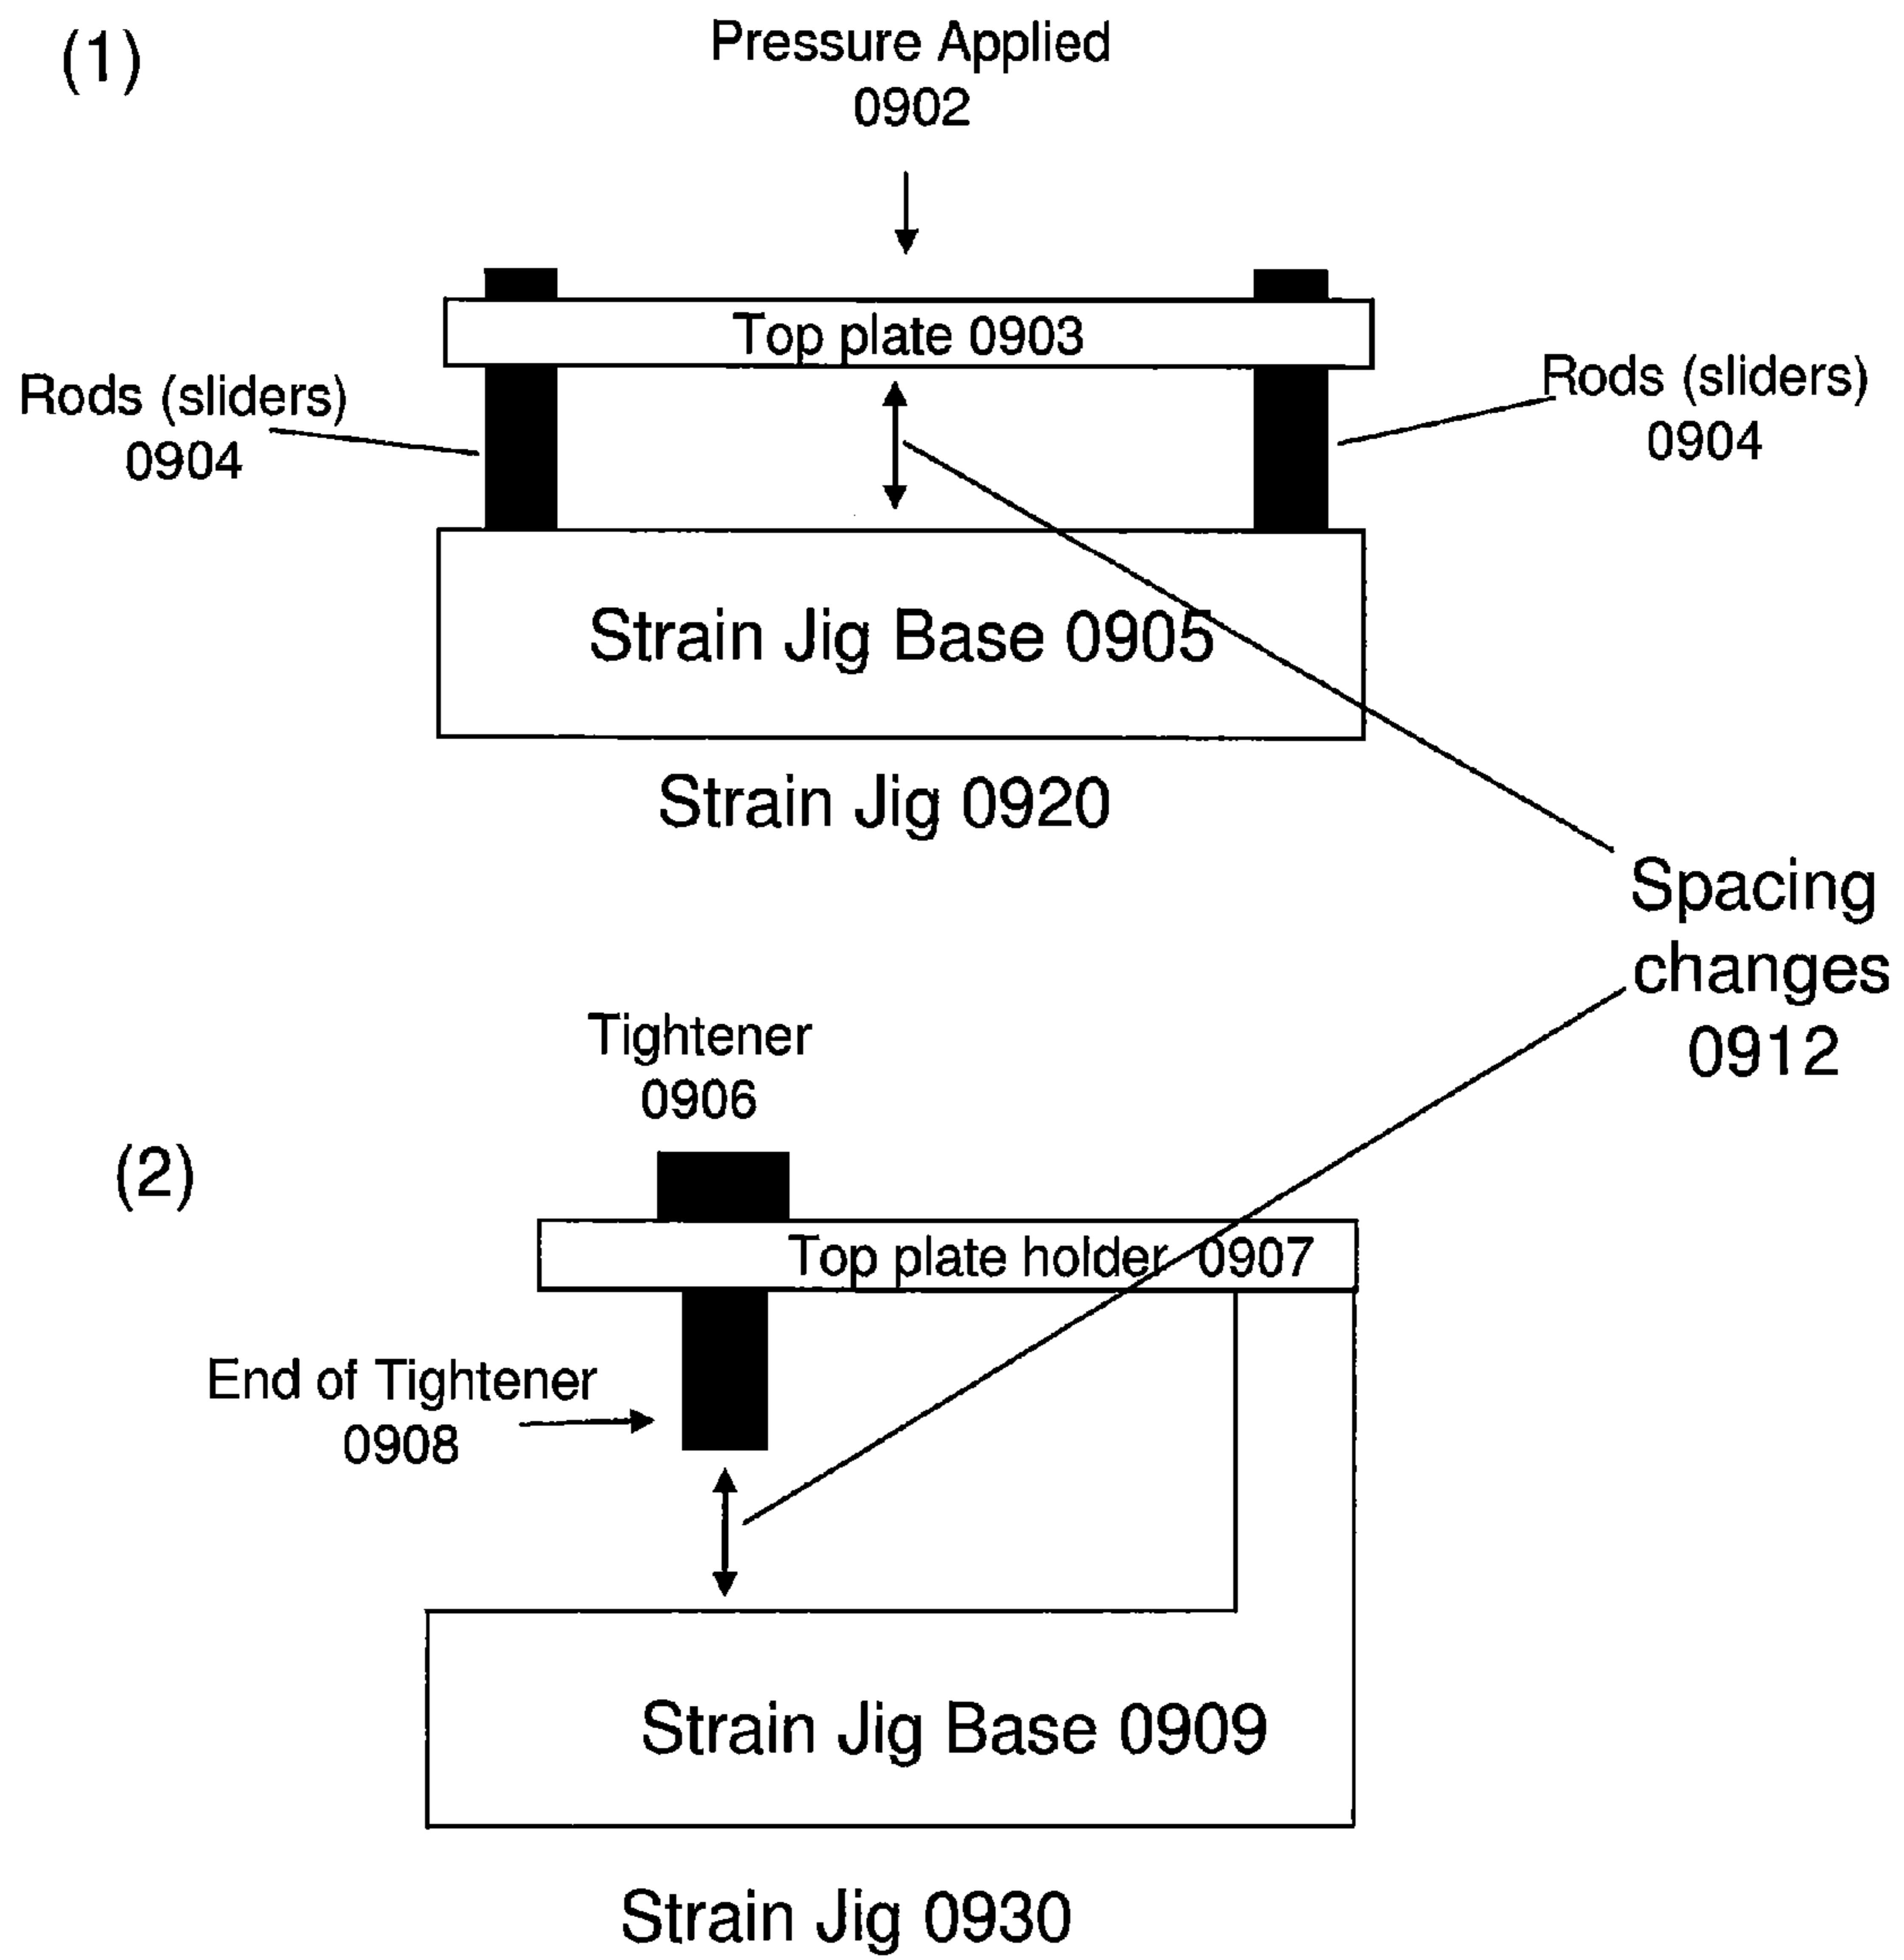 (1)
Pressure Applied
0902
Top plate 0903
Rods (sliders)
0904
Rods (sliders)
0904
Strain Jig Base 0905
Strain Jig 0920
Spacing
changes
0912
Tightener
0906
(2)
Top plate holder 0907
End of Tightener
0908
Strain Jig Base 0909
Strain Jig 0930